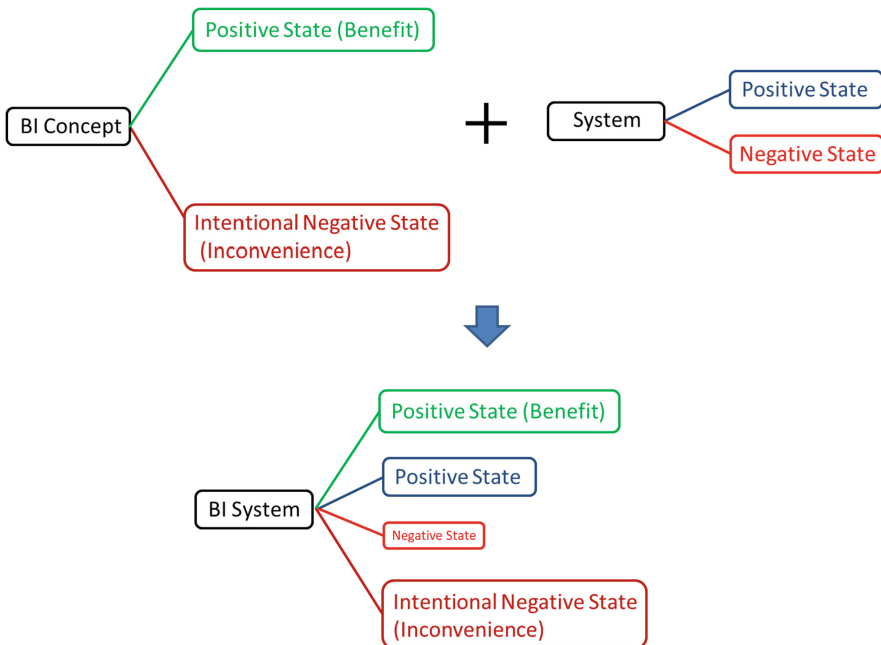 Positive State (Benefit)
BI Concept
Intentional Negative State
(Inconvenience)
+
System
Positive State
Negative State
Positive State (Benefit)
Positive State
BI System
Negative State
Intentional Negative State
(Inconvenience)